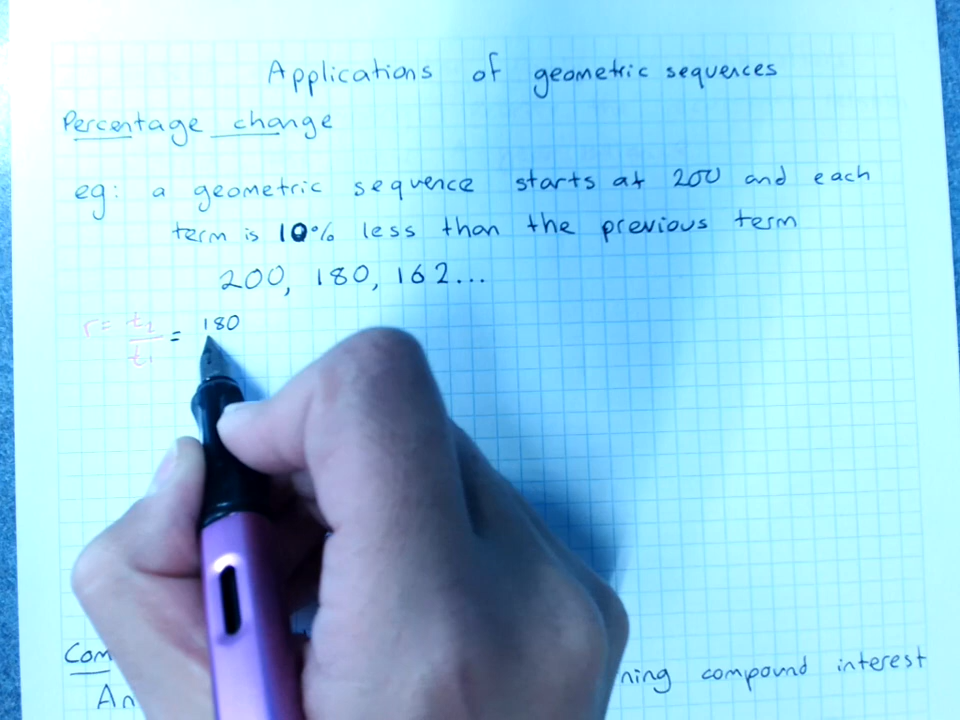 Applications of geometric sequences
Percentage change
eg: a geometric sequence starts at 200 and each
term is 10% less than the previous term
200, 180, 162...
r = t2/t1 = 180
compound interest